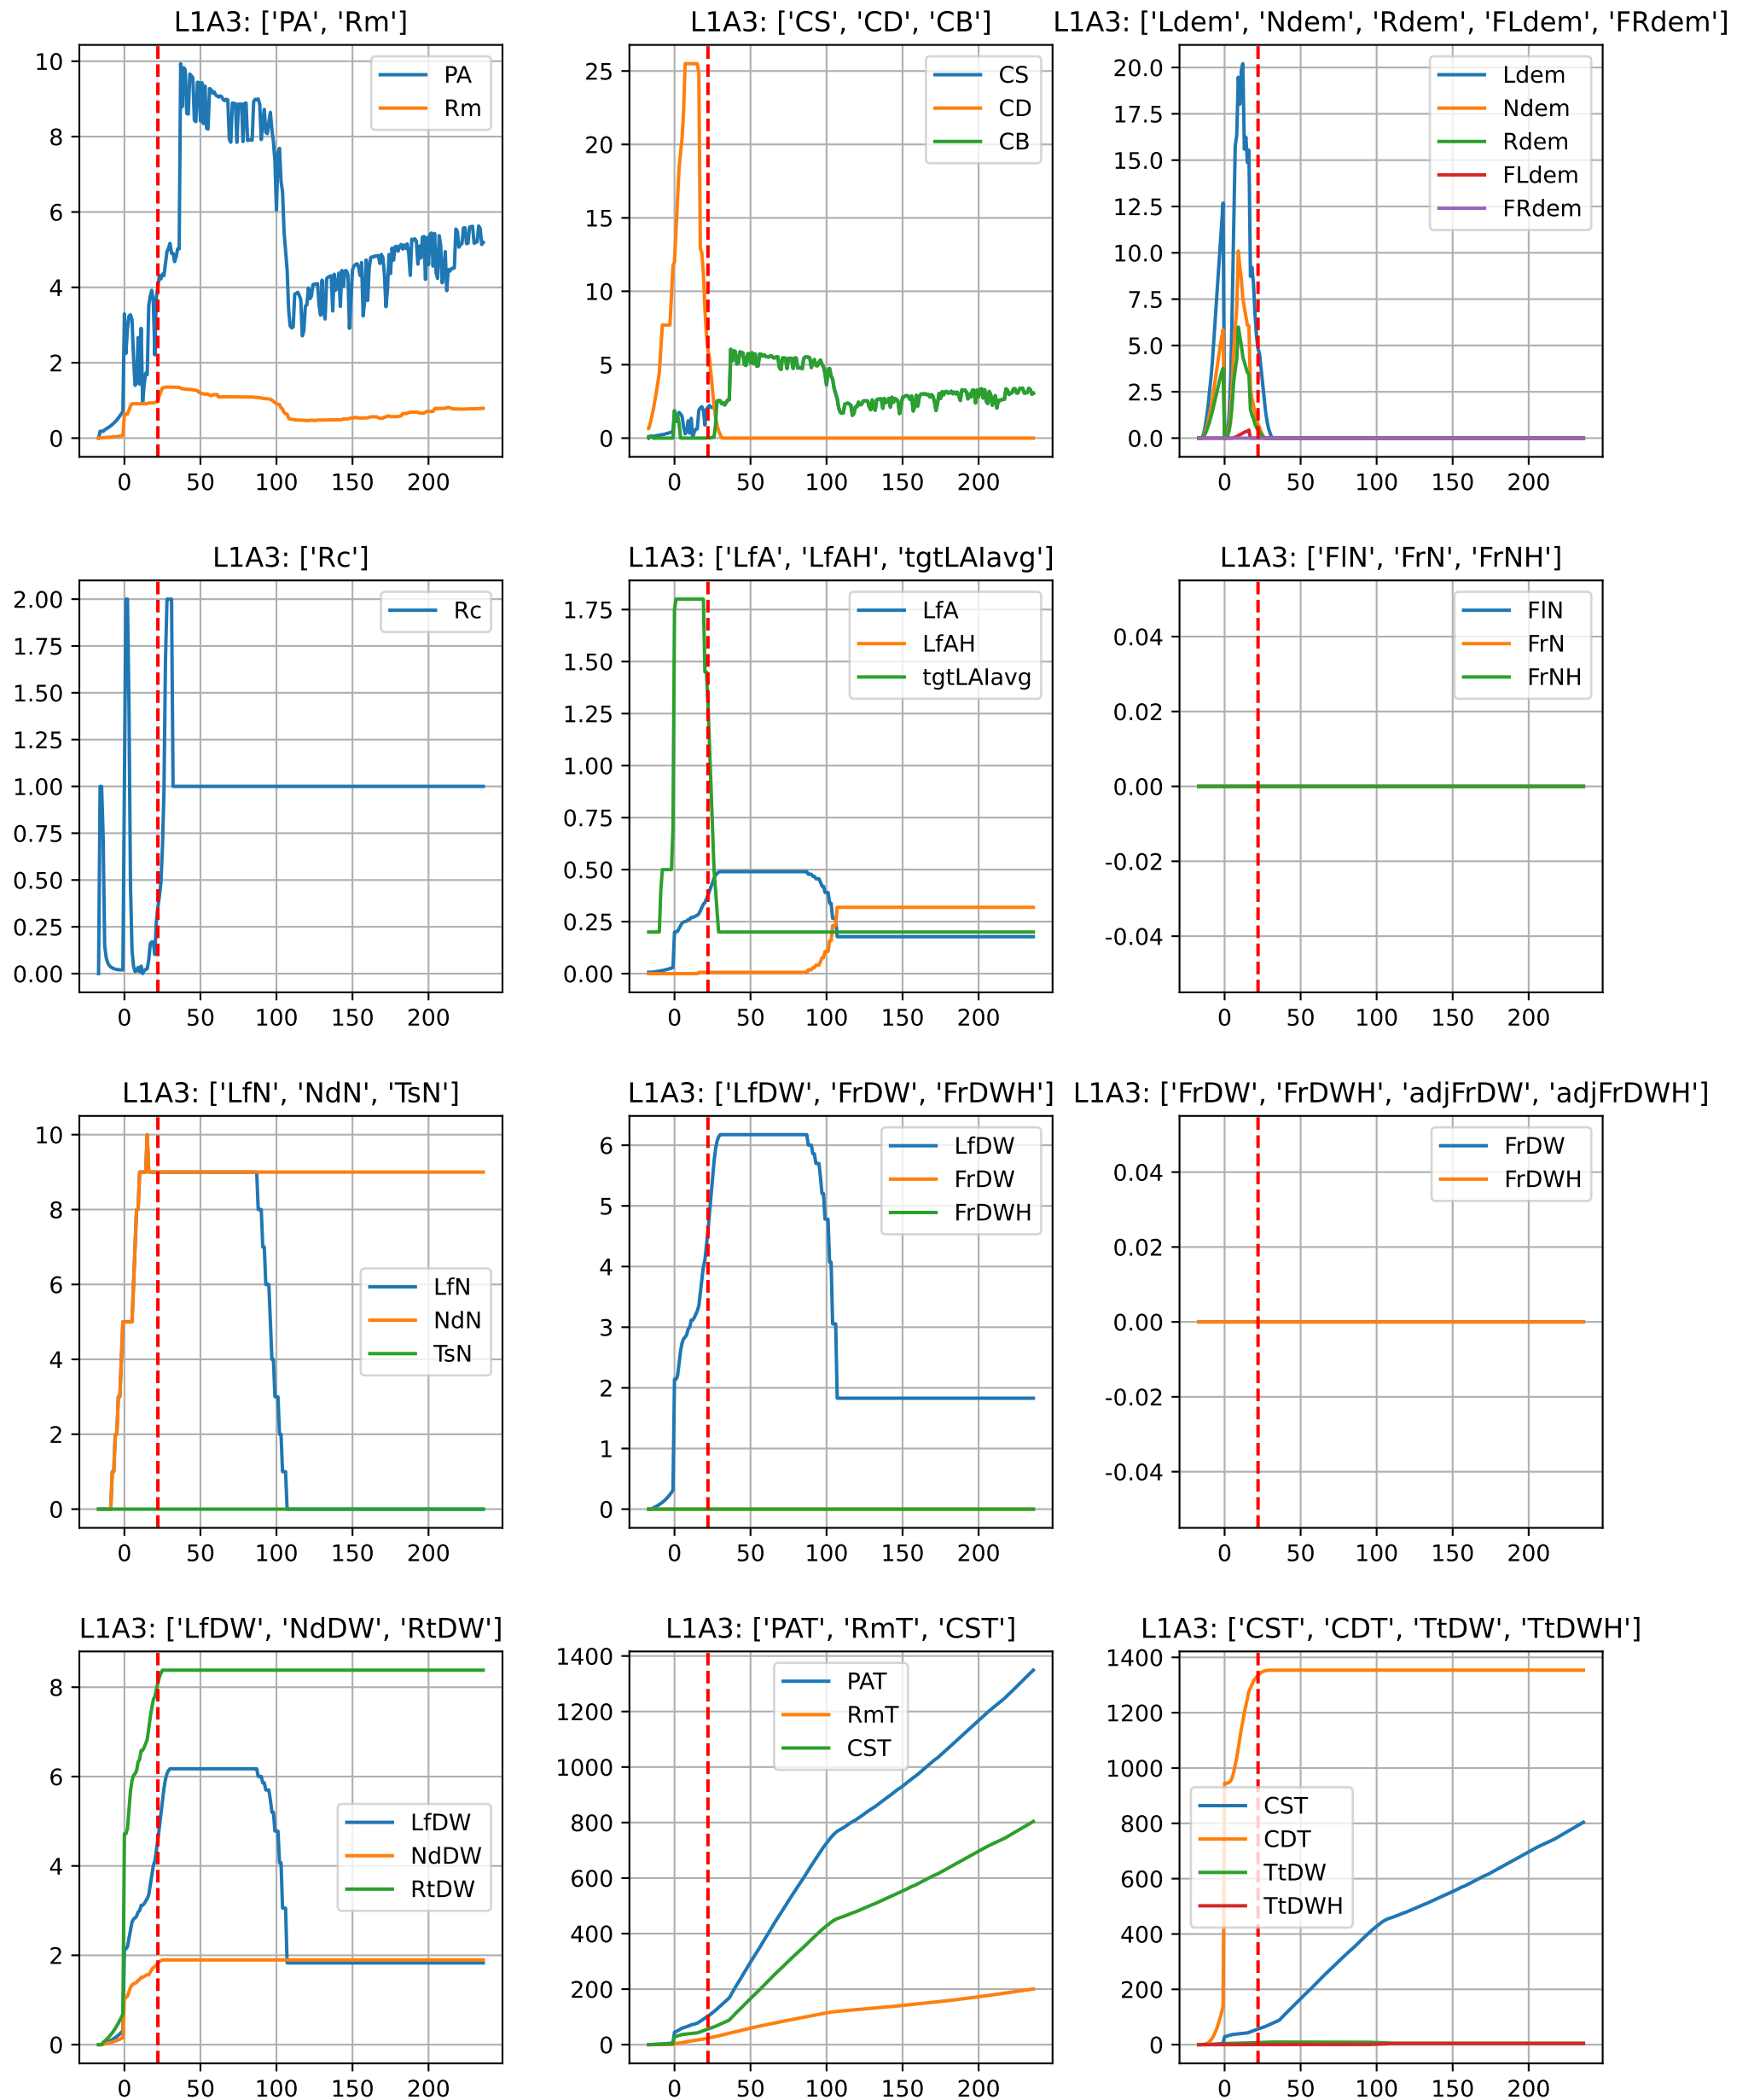 L1A3: ['PA', 'Rm']
10
8
6
4
2
0
0 50 100 150 200
PA
Rm
L1A3: ['CS', 'CD', 'CB']
25
20
15
10
5
0
0 50 100 150 200
CS
CD
CB
L1A3: ['Ldem', 'Ndem', 'Rdem', 'FLdem', 'FRdem']
20.0
17.5
15.0
12.5
10.0
7.5
5.0
2.5
0.0
0 50 100 150 200
Ldem
Ndem
Rdem
FLdem
FRdem
L1A3: ['Rc']
2.00
1.75
1.50
1.25
1.00
0.75
0.50
0.25
0.00
0 50 100 150 200
Rc
L1A3: ['LfA', 'LfAH', 'tgtLAIavg']
1.75
1.50
1.25
1.00
0.75
0.50
0.25
0.00
0 50 100 150 200
LfA
LfAH
tgtLAIavg
L1A3: ['FlN', 'FrN', 'FrNH']
0.04
0.02
0.00
-0.02
-0.04
0 50 100 150 200
FlN
FrN
FrNH
L1A3: ['LfN', 'NdN', 'TsN']
10
8
6
4
2
0
0 50 100 150 200
LfN
NdN
TsN
L1A3: ['LfDW', 'FrDW', 'FrDWH']
6
5
4
3
2
1
0
0 50 100 150 200
LfDW
FrDW
FrDWH
L1A3: ['FrDW', 'FrDWH', 'adjFrDW', 'adjFrDWH']
0.04
0.02
0.00
-0.02
-0.04
0 50 100 150 200
FrDW
FrDWH
L1A3: ['LfDW', 'NdDW', 'RtDW']
8
6
4
2
0
0 50 100 150 200
LfDW
NdDW
RtDW
L1A3: ['PAT', 'RmT', 'CST']
1400
1200
1000
800
600
400
200
0
0 50 100 150 200
PAT
RmT
CST
L1A3: ['CST', 'CDT', 'TtDW', 'TtDWH']
1400
1200
1000
800
600
400
200
0
0 50 100 150 200
CST
CDT
TtDW
TtDWH